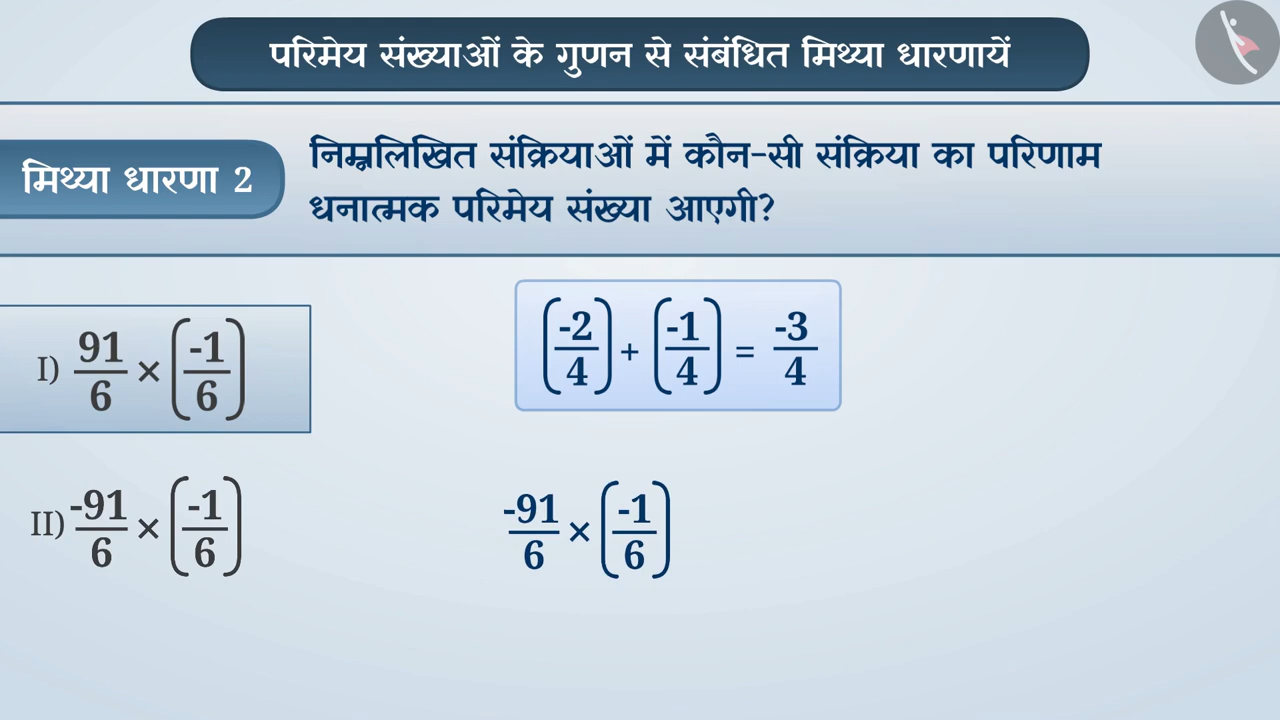 परिमेय संख्याओं के गुणन से संबंधित मिथ्या धारणायें
मिथ्या धारणा 2
निम्नलिखित संक्रियाओं में कौन-सी संक्रिया का परिणाम
धनात्मक परिमेय संख्या आएगी?
I) 91/6 × (-1/6)
(-2/4) + (-1/4) = -3/4
II) -91/6 × (-1/6)
-91/6 × (-1/6)